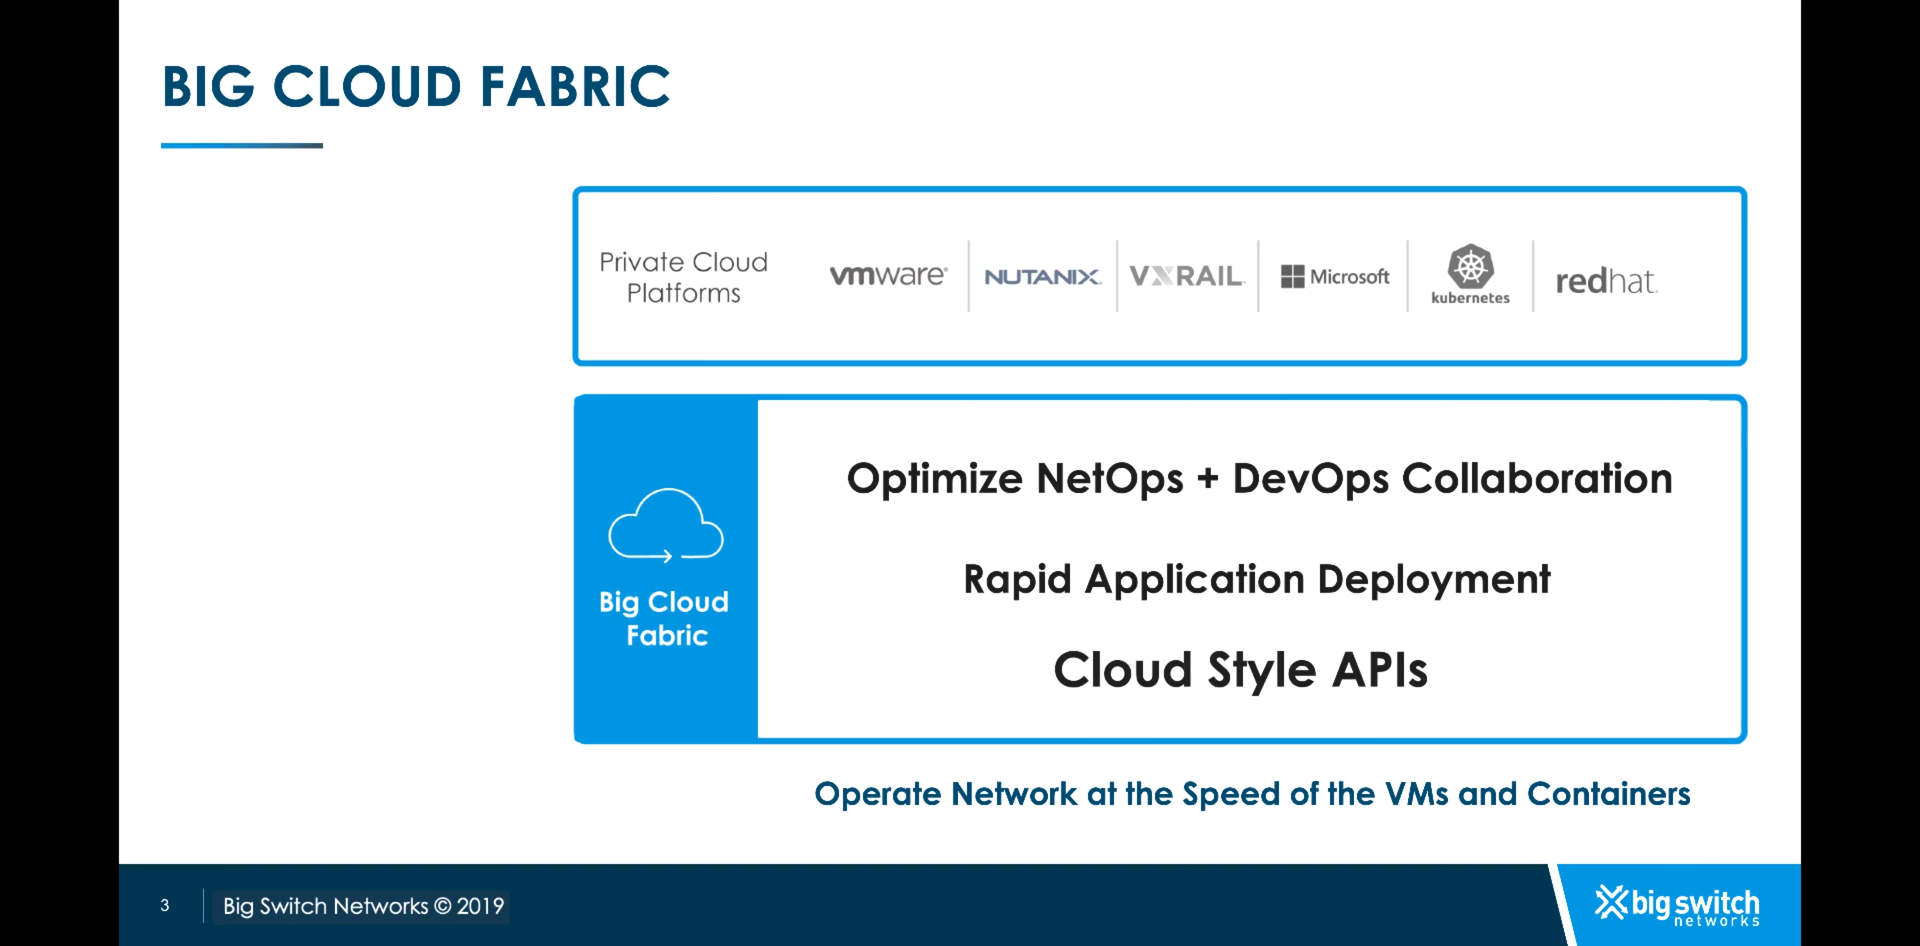 BIG CLOUD FABRIC
Private Cloud
Platforms
vmware®
NUTANIX
VXRAIL
Microsoft
kubernetes
redhat.
Optimize NetOps + DevOps Collaboration
Rapid Application Deployment
Cloud Style APIs
Big Cloud
Fabric
Operate Network at the Speed of the VMs and Containers
3
Big Switch Networks © 2019
big switch
networks